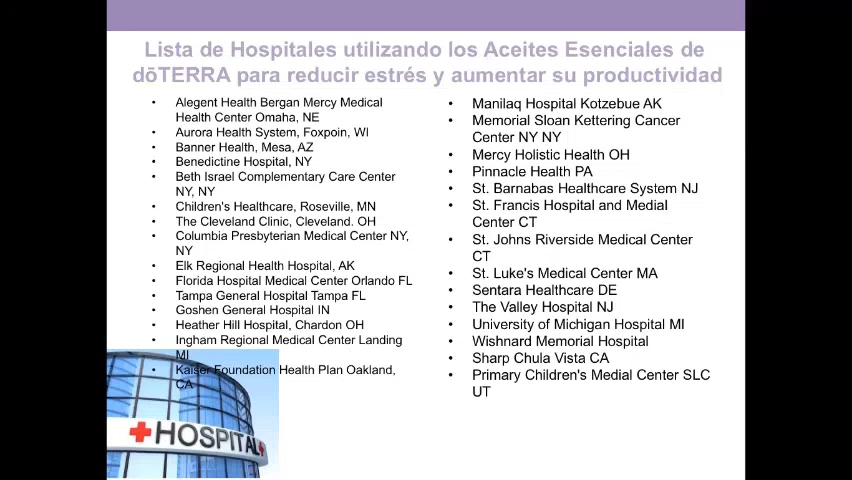 Lista de Hospitales utilizando los Aceites Esenciales de
dōTERRA para reducir estrés y aumentar su productividad
• Alegent Health Bergan Mercy Medical
Health Center Omaha, NE
• Aurora Health System, Foxpoin, WI
• Banner Health, Mesa, AZ
• Benedictine Hospital, NY
• Beth Israel Complementary Care Center
NY, NY
• Children's Healthcare, Roseville, MN
• The Cleveland Clinic, Cleveland. OH
• Columbia Presbyterian Medical Center NY,
NY
• Elk Regional Health Hospital, AK
• Florida Hospital Medical Center Orlando FL
• Tampa General Hospital Tampa FL
• Goshen General Hospital IN
• Heather Hill Hospital, Chardon OH
• Ingham Regional Medical Center Landing
MI
• Kaiser Foundation Health Plan Oakland,
CA
• Manilaq Hospital Kotzebue AK
• Memorial Sloan Kettering Cancer
Center NY NY
• Mercy Holistic Health OH
• Pinnacle Health PA
• St. Barnabas Healthcare System NJ
• St. Francis Hospital and Medial
Center CT
• St. Johns Riverside Medical Center
CT
• St. Luke's Medical Center MA
• Sentara Healthcare DE
• The Valley Hospital NJ
• University of Michigan Hospital MI
• Wishnard Memorial Hospital
• Sharp Chula Vista CA
• Primary Children's Medial Center SLC
UT
HOSPITAL